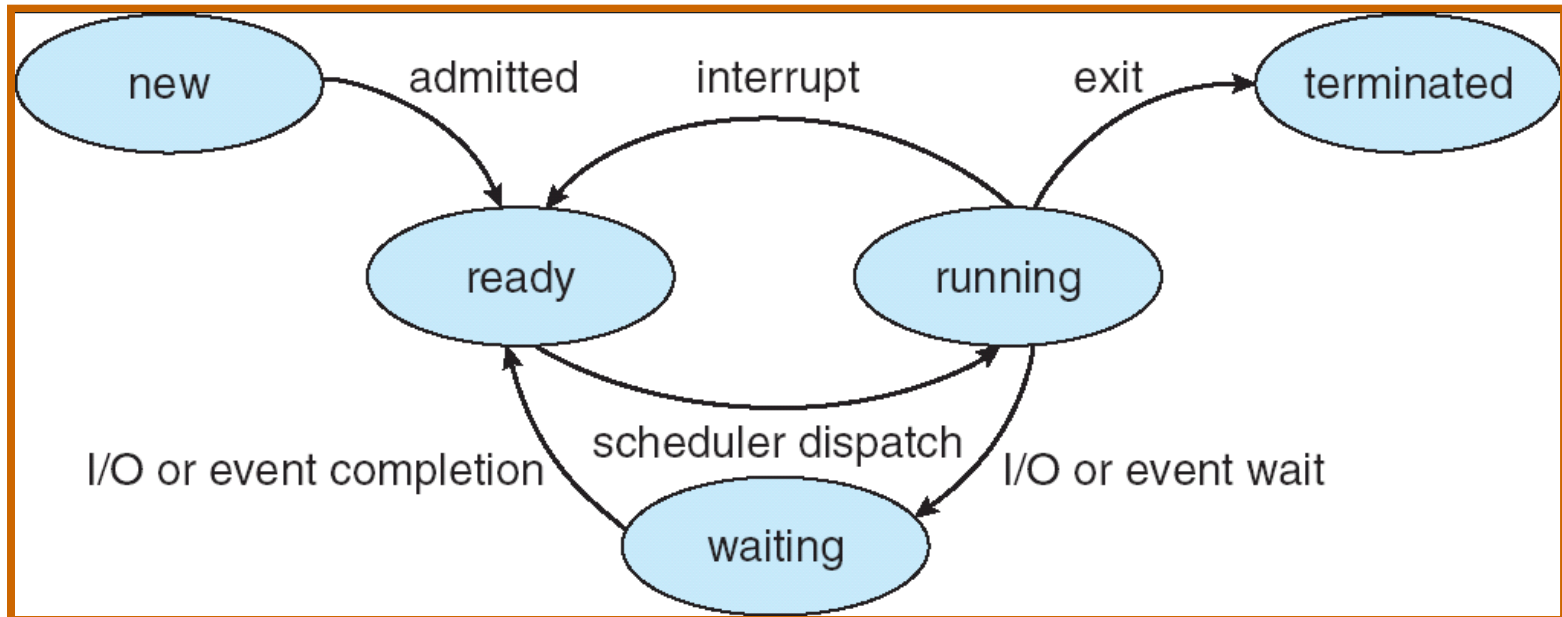 new
admitted
interrupt
exit
terminated
ready
running
scheduler dispatch
I/O or event completion
I/O or event wait
waiting